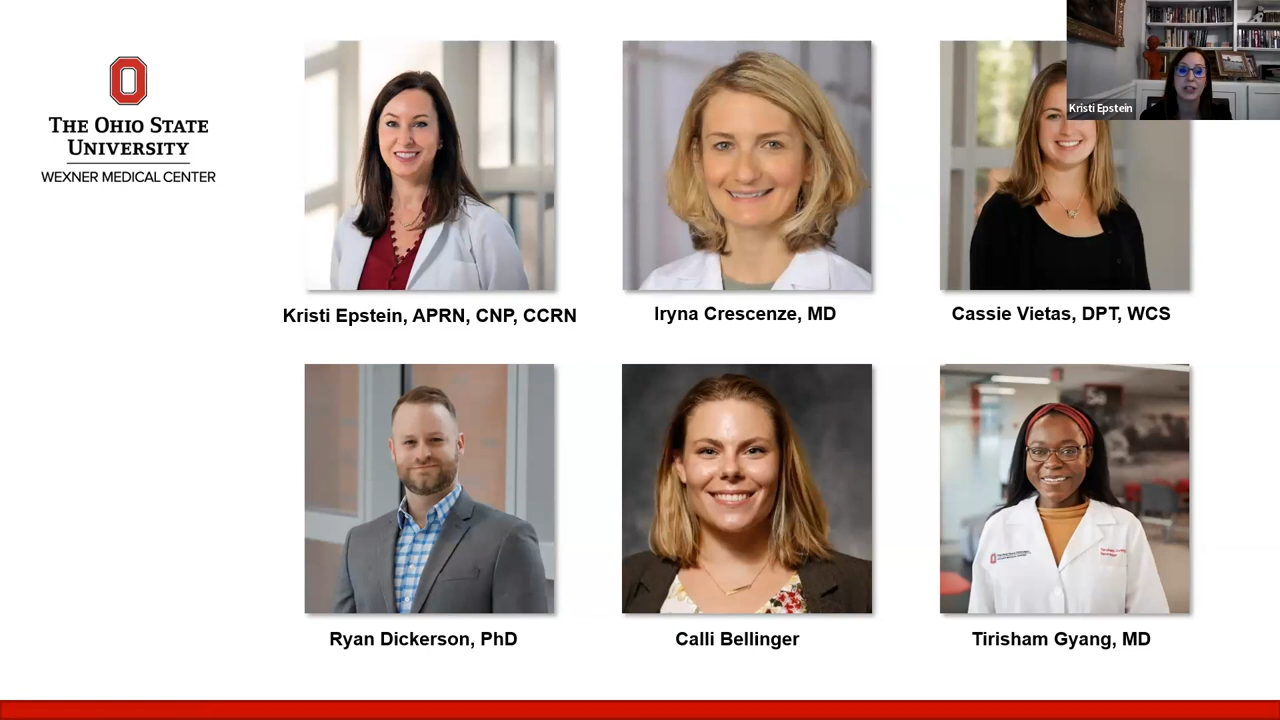 THE OHIO STATE
UNIVERSITY
WEXNER MEDICAL CENTER
Kristi Epstein
Kristi Epstein, APRN, CNP, CCRN
Iryna Crescenze, MD
Cassie Vietas, DPT, WCS
Ryan Dickerson, PhD
Calli Bellinger
Tirisham Gyang, MD